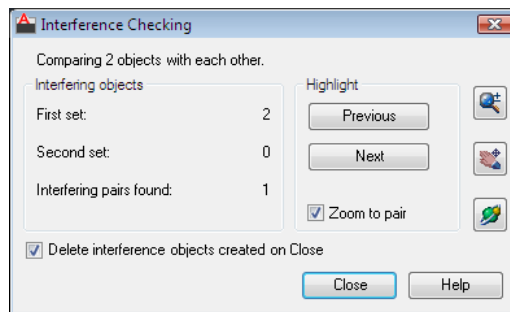 Interference Checking
Comparing 2 objects with each other.
Interfering objects
First set: 2
Second set: 0
Interfering pairs found: 1
Highlight
Previous
Next
Zoom to pair
Delete interference objects created on Close
Close
Help